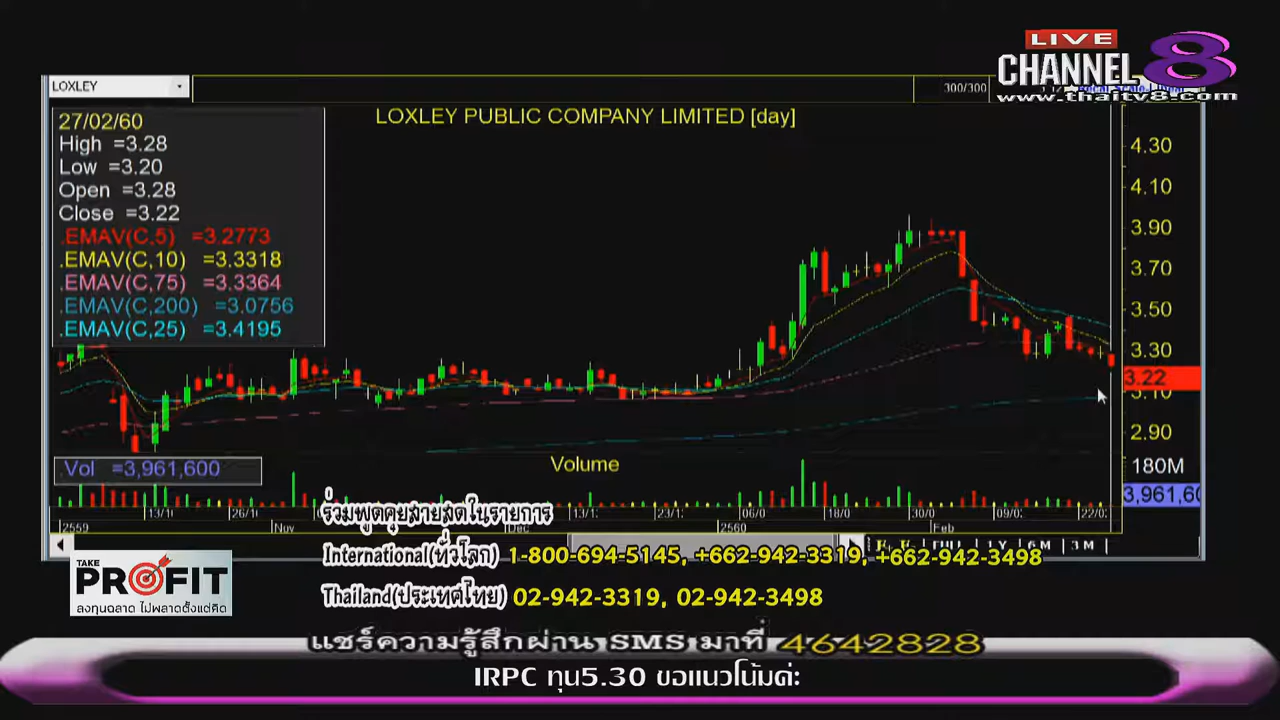 LIVE
CHANNEL 8
www.thaitv8.com
LOXLEY
300/300
LOXLEY PUBLIC COMPANY LIMITED [day]
27/02/60
High =3.28
Low =3.20
Open =3.28
Close =3.22
.EMAV(C,5) =3.2773
.EMAV(C,10) =3.3318
.EMAV(C,75) =3.3364
.EMAV(C,200) =3.0756
.EMAV(C,25) =3.4195
4.30
4.10
3.90
3.70
3.50
3.30
3.22
3.10
2.90
180M
3,961,60
.Vol =3,961,600
Volume
13/1 26/1 13/1 23/1 06/0 18/0 30/0 09/0 22/0
2559 Nov Dec 2560 Feb
1Y 6M 3M
ร่วมพูดคุยสายสดในรายการ
International(ทั่วโลก) 1-800-694-5145, +662-942-3319, +662-942-3498
Thailand(ประเทศไทย) 02-942-3319, 02-942-3498
TAKE
PROFIT
ลงทุนฉลาด ไม่พลาดตั้งแต่คิด
แชร์ความรู้สึกผ่าน SMS มาที่ 4642828
IRPC ทุน5.30 ขอแนวโน้มค่ะ